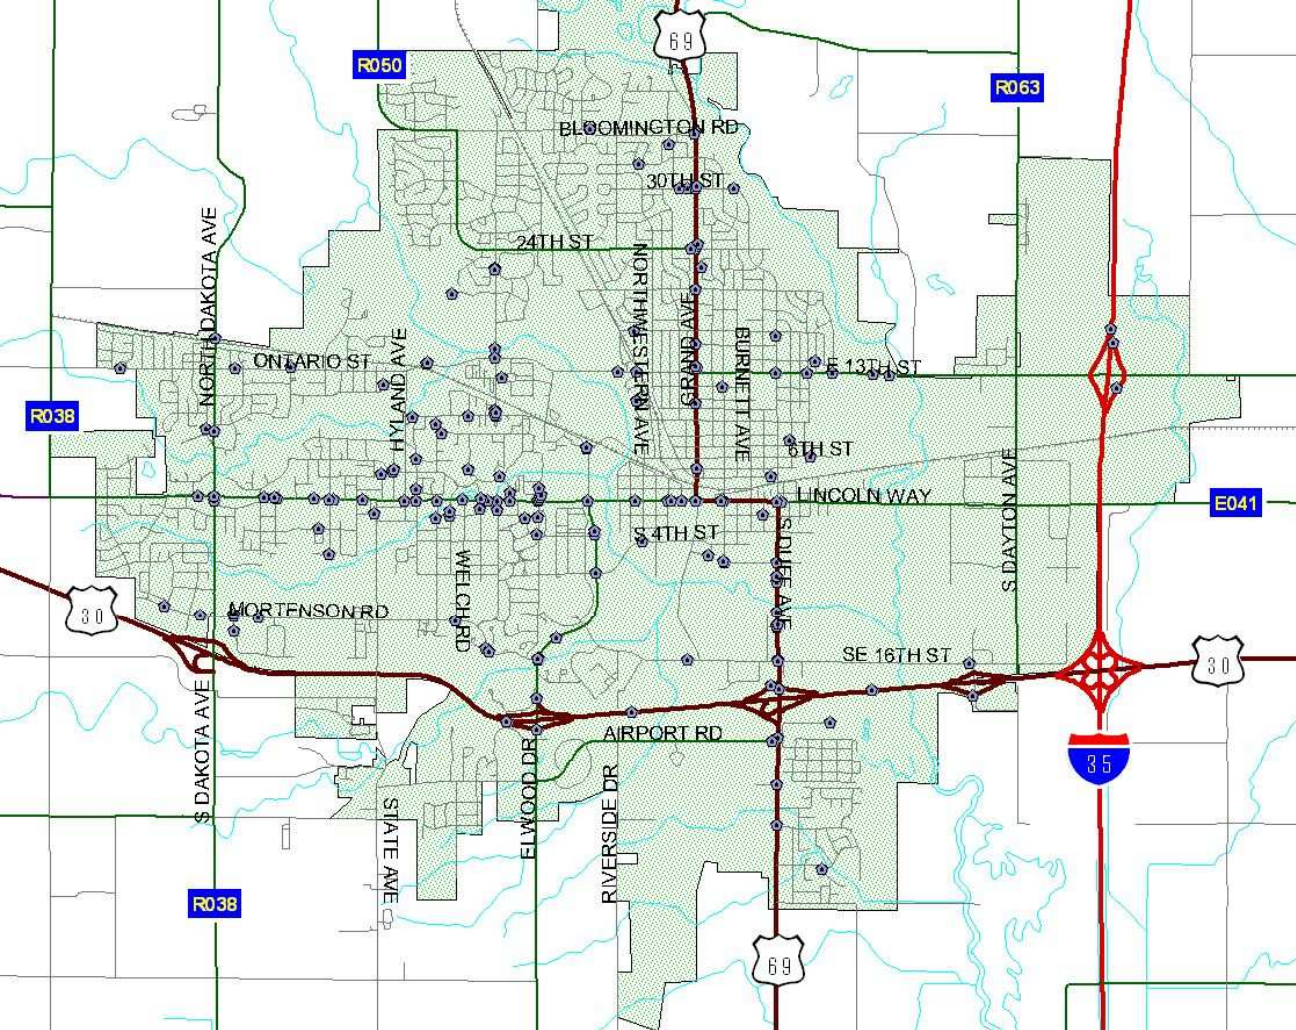 69
R050
R063
BLOOMINGTON RD
30TH ST
24TH ST
NORTH DAKOTA AVE
NORTHWESTERN AVE
GRAND AVE
BURNETT AVE
HYLAND AVE
ONTARIO ST
E 13TH ST
R038
6TH ST
LINCOLN WAY
E041
S 4TH ST
S DUFF AVE
S DAYTON AVE
WELCH RD
30
MORTENSON RD
SE 16TH ST
30
S DAKOTA AVE
AIRPORT RD
35
ELWOOD DR
RIVERSIDE DR
STATE AVE
R038
69